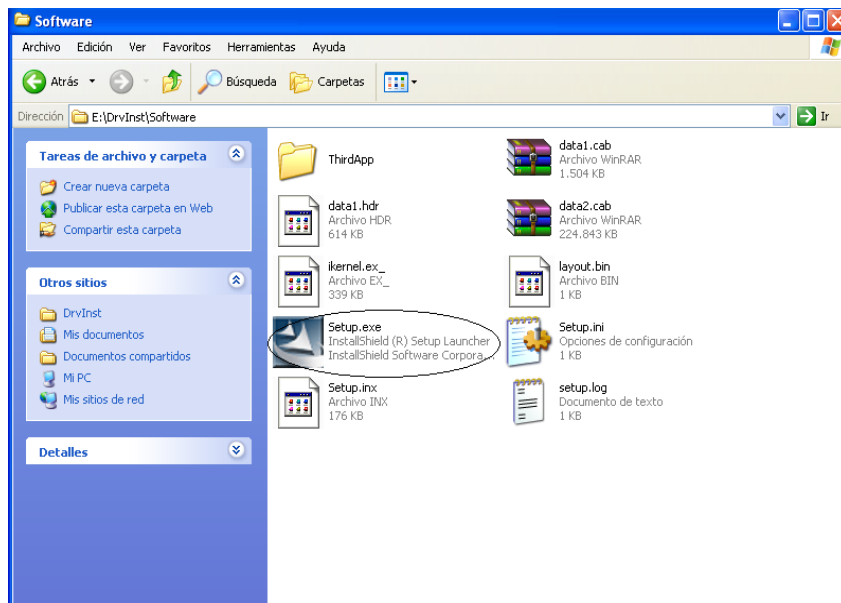 Software
Archivo Edición Ver Favoritos Herramientas Ayuda
Atrás Búsqueda Carpetas
Dirección E:\DrvInst\Software Ir
Tareas de archivo y carpeta
Crear nueva carpeta
Publicar esta carpeta en Web
Compartir esta carpeta
Otros sitios
DrvInst
Mis documentos
Documentos compartidos
Mi PC
Mis sitios de red
Detalles
ThirdApp
data1.cab
Archivo WinRAR
1.504 KB
data1.hdr
Archivo HDR
614 KB
data2.cab
Archivo WinRAR
224.843 KB
ikernel.ex_
Archivo EX_
339 KB
layout.bin
Archivo BIN
1 KB
Setup.exe
InstallShield (R) Setup Launcher
InstallShield Software Corpora...
Setup.ini
Opciones de configuración
1 KB
Setup.inx
Archivo INX
176 KB
setup.log
Documento de texto
1 KB